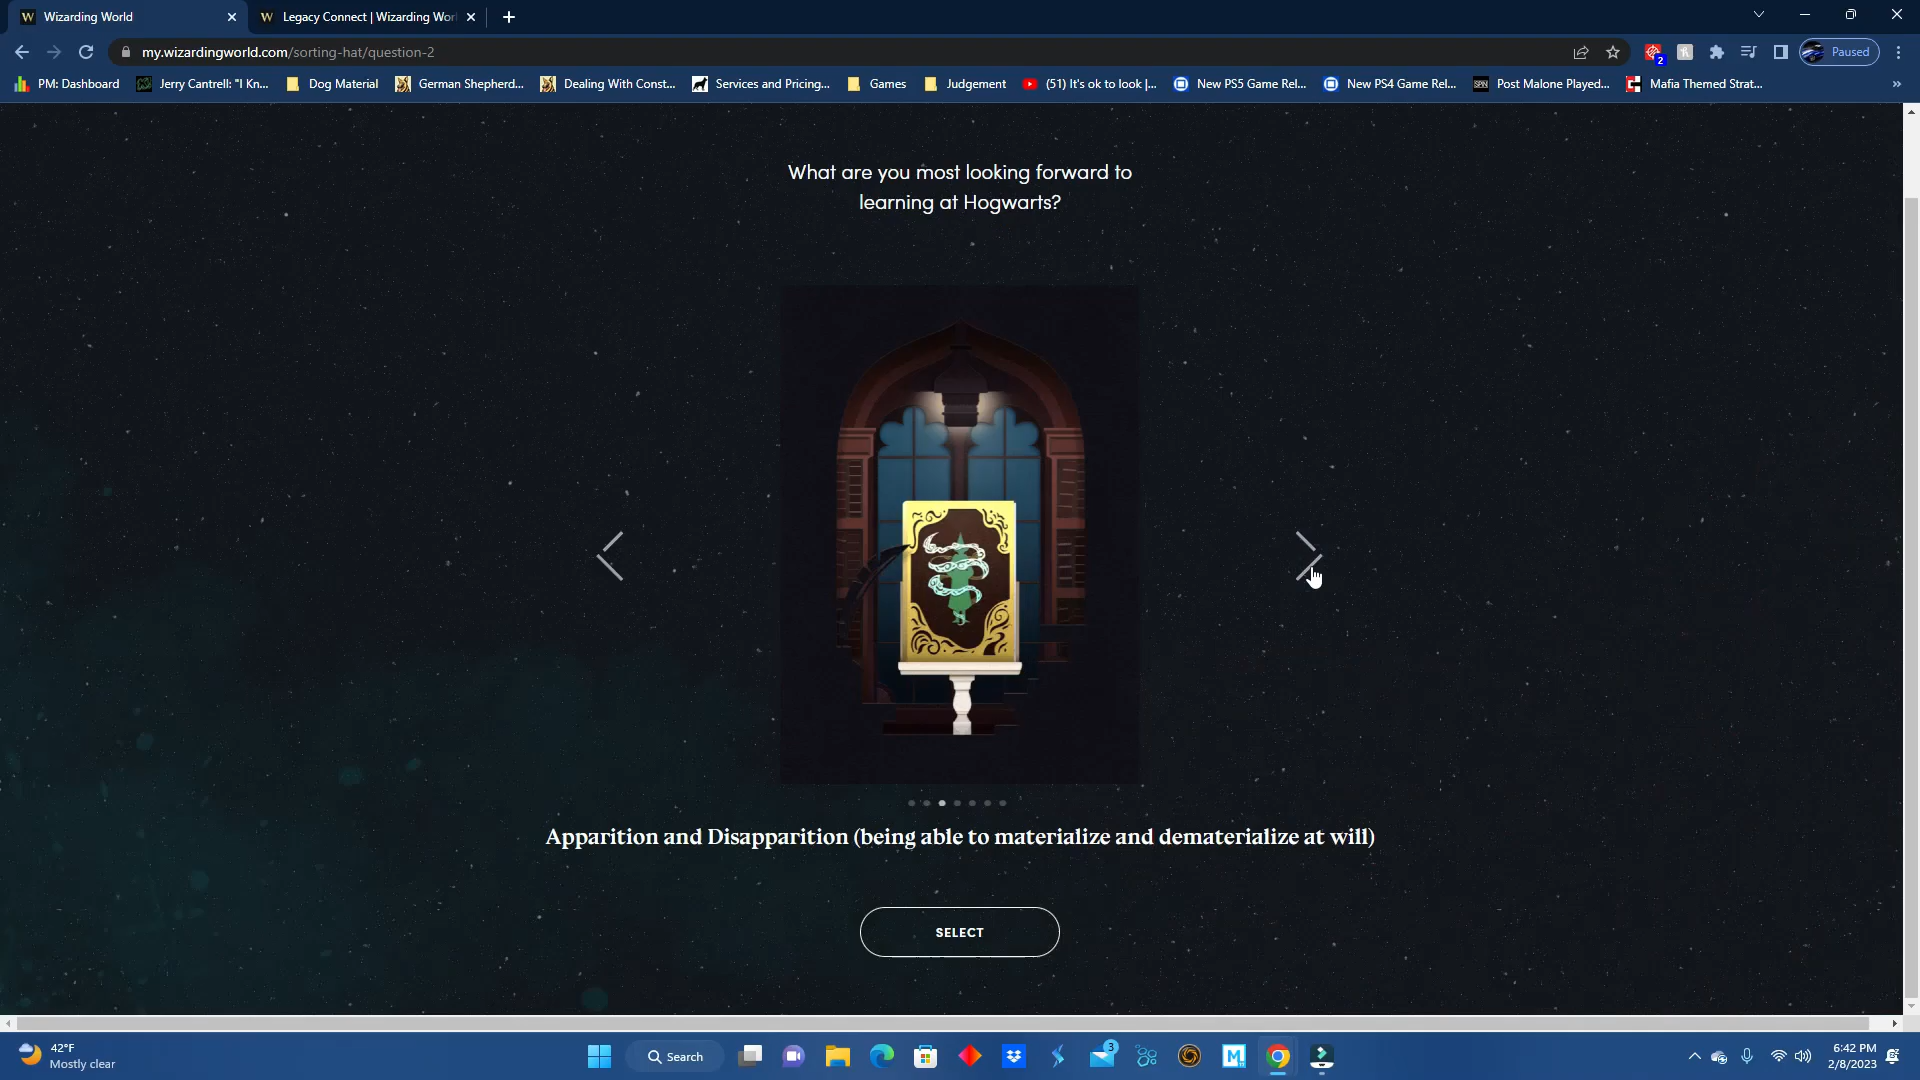 Wizarding World
Legacy Connect | Wizarding Wor
my.wizardingworld.com/sorting-hat/question-2
Paused
2
PM: Dashboard
Jerry Cantrell: "I Kn...
Dog Material
German Shepherd...
Dealing With Const...
Services and Pricing...
Games
Judgement
(51) It's ok to look |...
New PS5 Game Rel...
New PS4 Game Rel...
SPIN
Post Malone Played...
Mafia Themed Strat...
What are you most looking forward to
learning at Hogwarts?
Apparition and Disapparition (being able to materialize and dematerialize at will)
SELECT
42°F
Mostly clear
Search
3
6:42 PM
2/8/2023